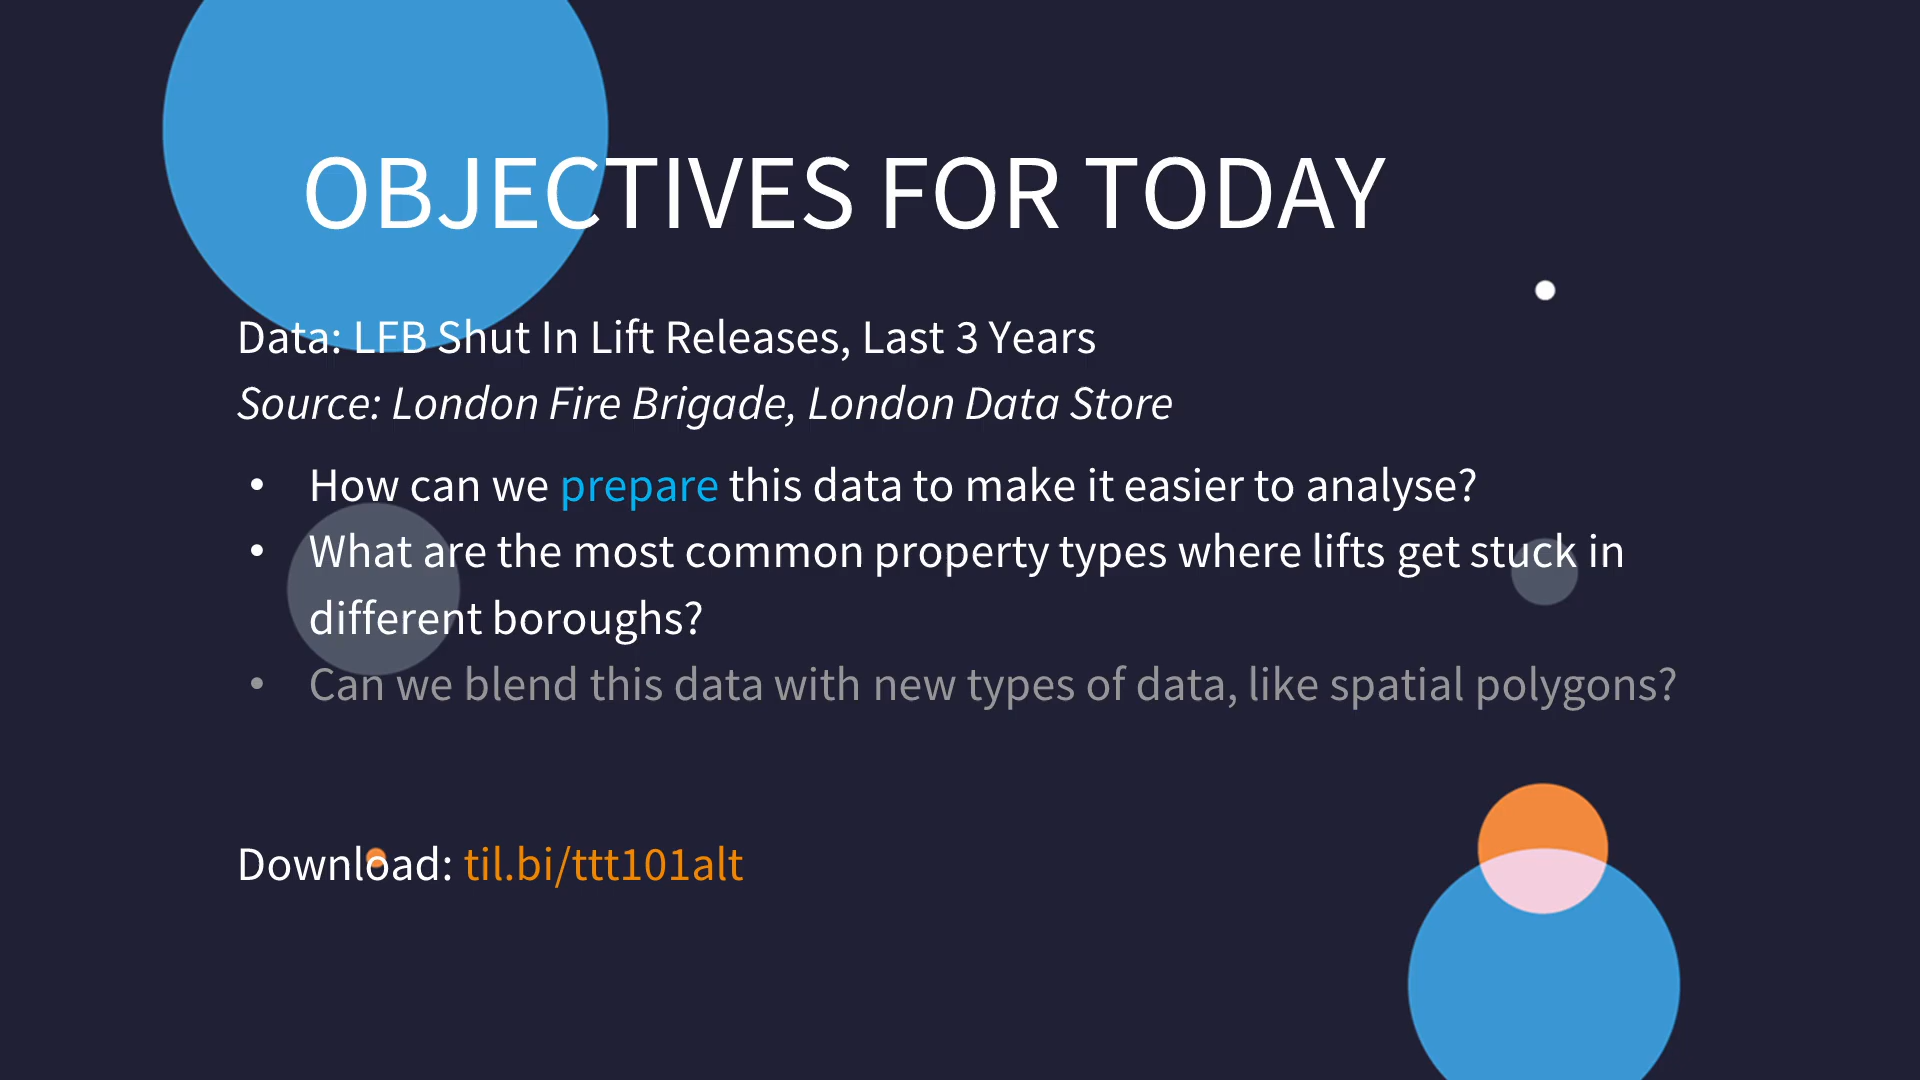 OBJECTIVES FOR TODAY
Data: LFB Shut In Lift Releases, Last 3 Years
Source: London Fire Brigade, London Data Store
• How can we prepare this data to make it easier to analyse?
• What are the most common property types where lifts get stuck in
different boroughs?
• Can we blend this data with new types of data, like spatial polygons?
Download: til.bi/ttt101alt